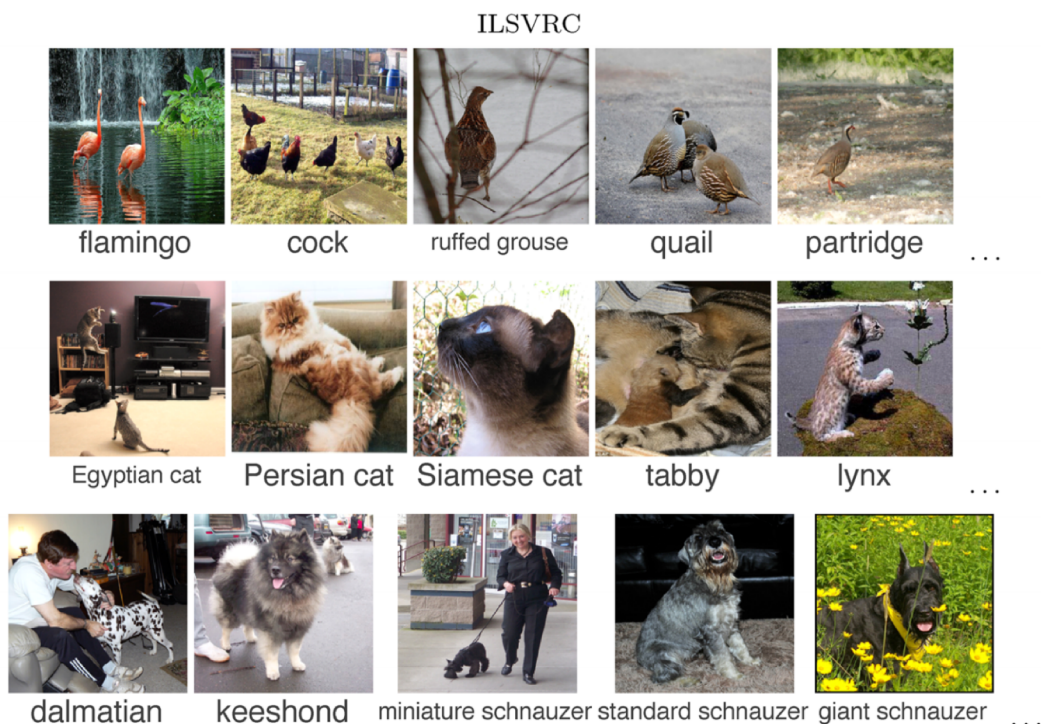 ILSVRC
flamingo cock ruffed grouse quail partridge ...
Egyptian cat Persian cat Siamese cat tabby lynx ...
dalmatian keeshond miniature schnauzer standard schnauzer giant schnauzer ...